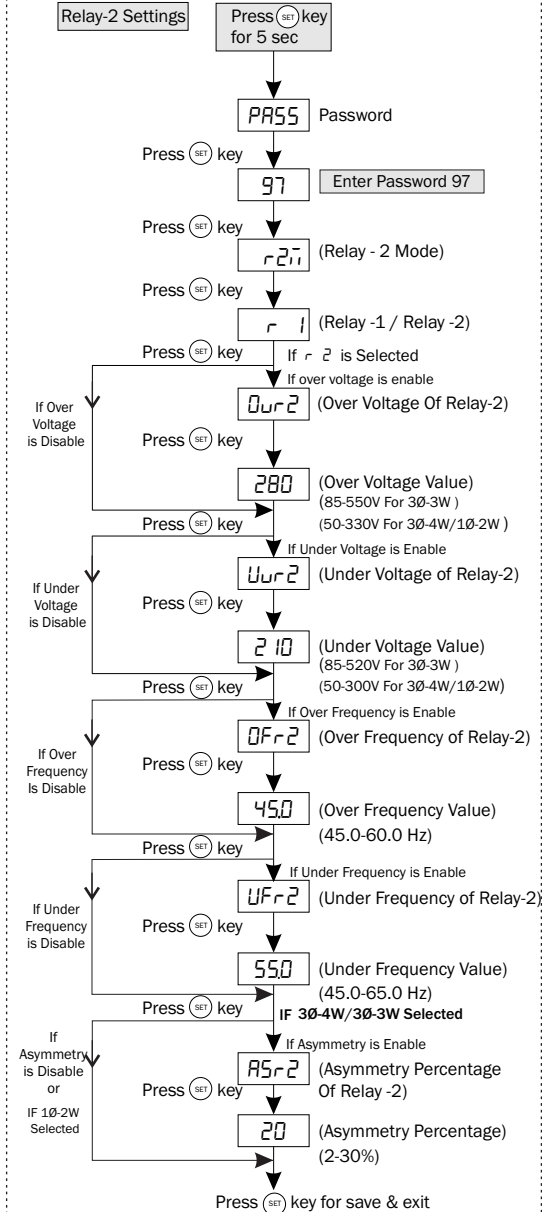 Relay-2 Settings
Press SET key
for 5 sec
PASS Password
Press SET key
97 Enter Password 97
Press SET key
r2m (Relay - 2 Mode)
Press SET key
r 1 (Relay -1 / Relay -2)
Press SET key
If r 2 is Selected
If over voltage is enable
If Over
Voltage
is Disable
Ovr2 (Over Voltage Of Relay-2)
Press SET key
280 (Over Voltage Value)
(85-550V For 3Ø-3W )
(50-330V For 3Ø-4W/1Ø-2W )
Press SET key
If Under Voltage is Enable
If Under
Voltage
is Disable
Uvr2 (Under Voltage of Relay-2)
Press SET key
210 (Under Voltage Value)
(85-520V For 3Ø-3W )
(50-300V For 3Ø-4W/1Ø-2W)
Press SET key
If Over Frequency is Enable
If Over
Frequency
Is Disable
OFr2 (Over Frequency of Relay-2)
Press SET key
45.0 (Over Frequency Value)
(45.0-60.0 Hz)
Press SET key
If Under Frequency is Enable
If Under
Frequency
is Disable
UFr2 (Under Frequency of Relay-2)
Press SET key
55.0 (Under Frequency Value)
(45.0-65.0 Hz)
Press SET key
IF 3Ø-4W/3Ø-3W Selected
If Asymmetry is Enable
If
Asymmetry
is Disable
or
IF 1Ø-2W
Selected
ASr2 (Asymmetry Percentage
Of Relay -2)
Press SET key
20 (Asymmetry Percentage)
(2-30%)
Press SET key for save & exit